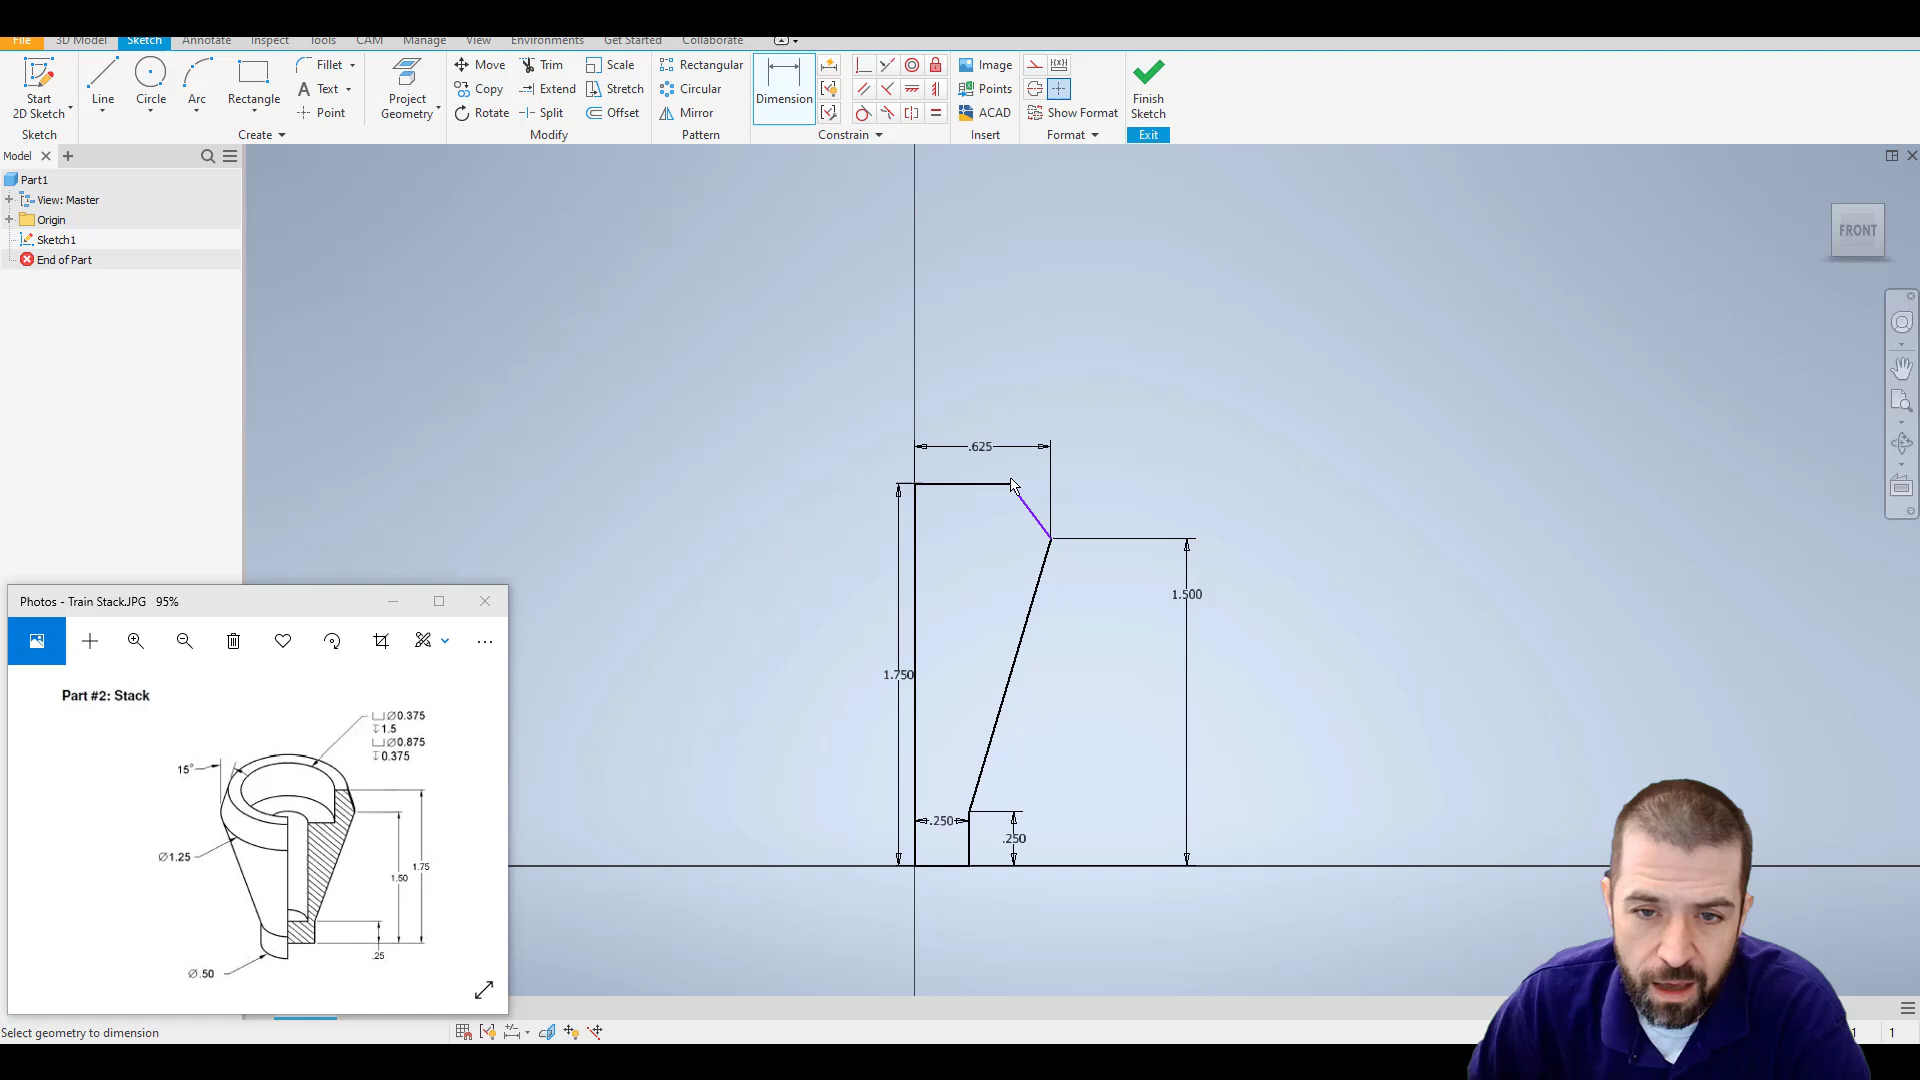 File 3D Model Sketch Annotate Inspect Tools CAM Manage View Environments Get Started Collaborate
Start
2D Sketch
Line
Circle
Arc
Rectangle
Fillet
Text
Point
Project
Geometry
Move
Copy
Rotate
Trim
Extend
Split
Scale
Stretch
Offset
Rectangular
Circular
Mirror
Dimension
Image
Points
ACAD
Show Format
Finish
Sketch
Sketch Create Modify Pattern Constrain Insert Format Exit
Model
Part1
View: Master
Origin
Sketch1
End of Part
FRONT
.625
1.500
1.750
.250
.250
Photos - Train Stack.JPG 95%
Part #2: Stack
⌴Ø0.375
↧1.5
⌴Ø0.875
↧0.375
15°
Ø1.25
1.75
1.50
.25
Ø.50
Select geometry to dimension
1 1